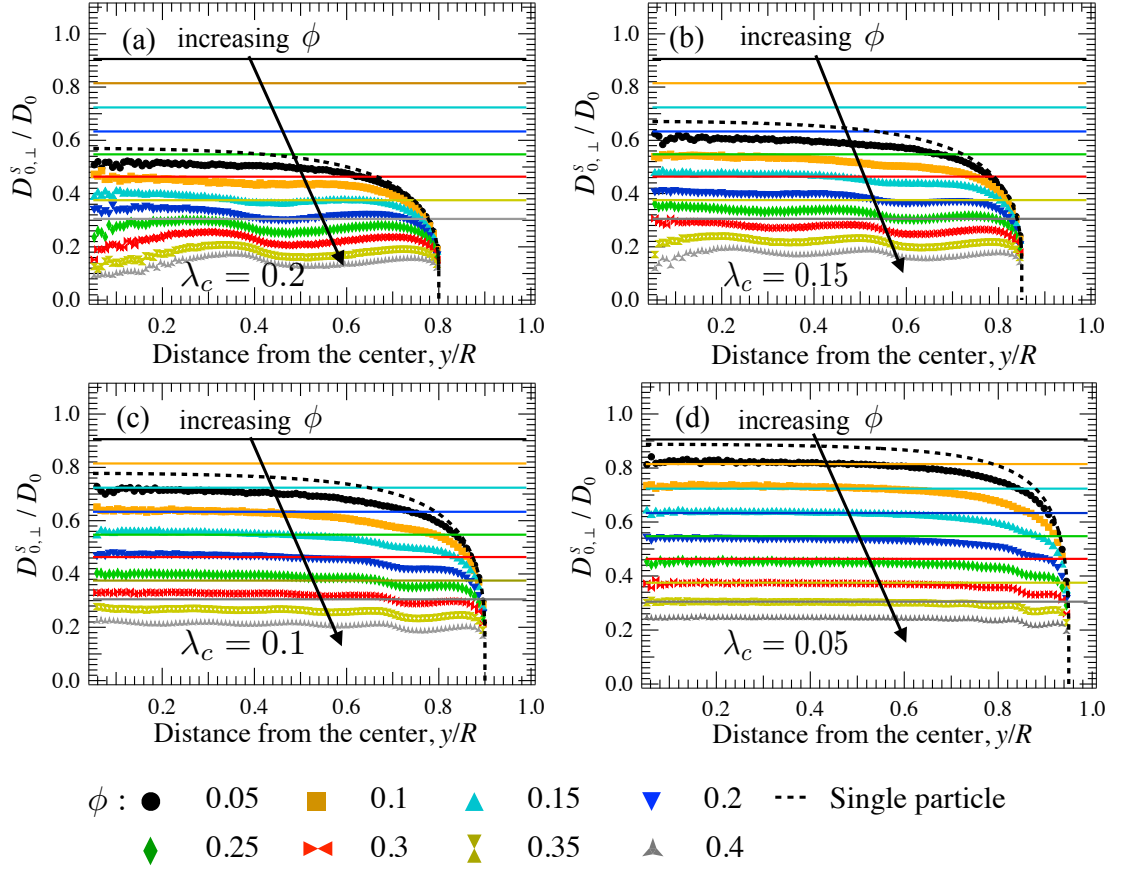 (a) increasing ϕ
1.0
0.8
0.6
0.4
0.2
0.0
D^s_{0,⊥} / D_0
λ_c = 0.2
0.2 0.4 0.6 0.8 1.0
Distance from the center, y/R
(b) increasing ϕ
1.0
0.8
0.6
0.4
0.2
0.0
D^s_{0,⊥} / D_0
λ_c = 0.15
0.2 0.4 0.6 0.8 1.0
Distance from the center, y/R
(c) increasing ϕ
1.0
0.8
0.6
0.4
0.2
0.0
D^s_{0,⊥} / D_0
λ_c = 0.1
0.2 0.4 0.6 0.8 1.0
Distance from the center, y/R
(d) increasing ϕ
1.0
0.8
0.6
0.4
0.2
0.0
D^s_{0,⊥} / D_0
λ_c = 0.05
0.2 0.4 0.6 0.8 1.0
Distance from the center, y/R
ϕ : 0.05 0.1 0.15 0.2 Single particle
0.25 0.3 0.35 0.4